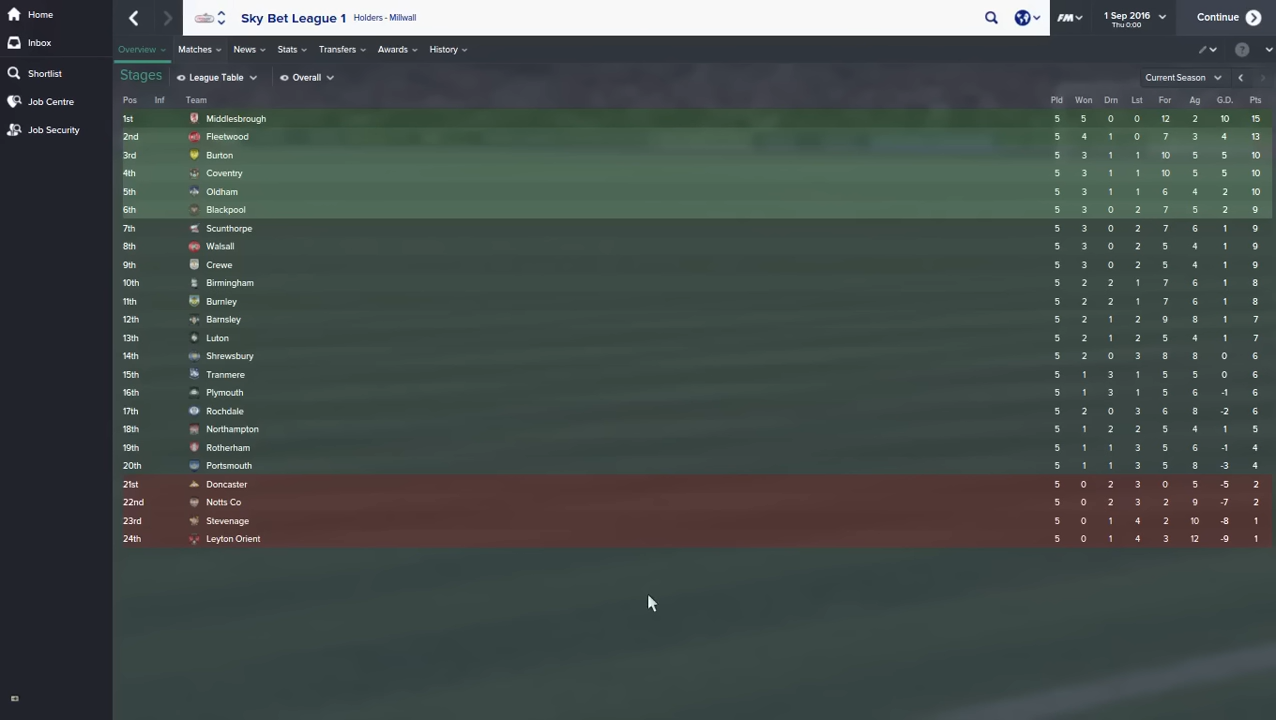 Home
Inbox
Shortlist
Job Centre
Job Security
Sky Bet League 1 Holders - Millwall
FM
1 Sep 2016
Thu 0:00
Continue
Overview Matches News Stats Transfers Awards History
?
Stages League Table Overall Current Season
Pos Inf Team Pld Won Drn Lst For Ag G.D. Pts
1st Middlesbrough 5 5 0 0 12 2 10 15
2nd Fleetwood 5 4 1 0 7 3 4 13
3rd Burton 5 3 1 1 10 5 5 10
4th Coventry 5 3 1 1 10 5 5 10
5th Oldham 5 3 1 1 6 4 2 10
6th Blackpool 5 3 0 2 7 5 2 9
7th Scunthorpe 5 3 0 2 7 6 1 9
8th Walsall 5 3 0 2 5 4 1 9
9th Crewe 5 3 0 2 5 4 1 9
10th Birmingham 5 2 2 1 7 6 1 8
11th Burnley 5 2 2 1 7 6 1 8
12th Barnsley 5 2 1 2 9 8 1 7
13th Luton 5 2 1 2 5 4 1 7
14th Shrewsbury 5 2 0 3 8 8 0 6
15th Tranmere 5 1 3 1 5 5 0 6
16th Plymouth 5 1 3 1 5 6 -1 6
17th Rochdale 5 2 0 3 6 8 -2 6
18th Northampton 5 1 2 2 5 4 1 5
19th Rotherham 5 1 1 3 5 6 -1 4
20th Portsmouth 5 1 1 3 5 8 -3 4
21st Doncaster 5 0 2 3 0 5 -5 2
22nd Notts Co 5 0 2 3 2 9 -7 2
23rd Stevenage 5 0 1 4 2 10 -8 1
24th Leyton Orient 5 0 1 4 3 12 -9 1